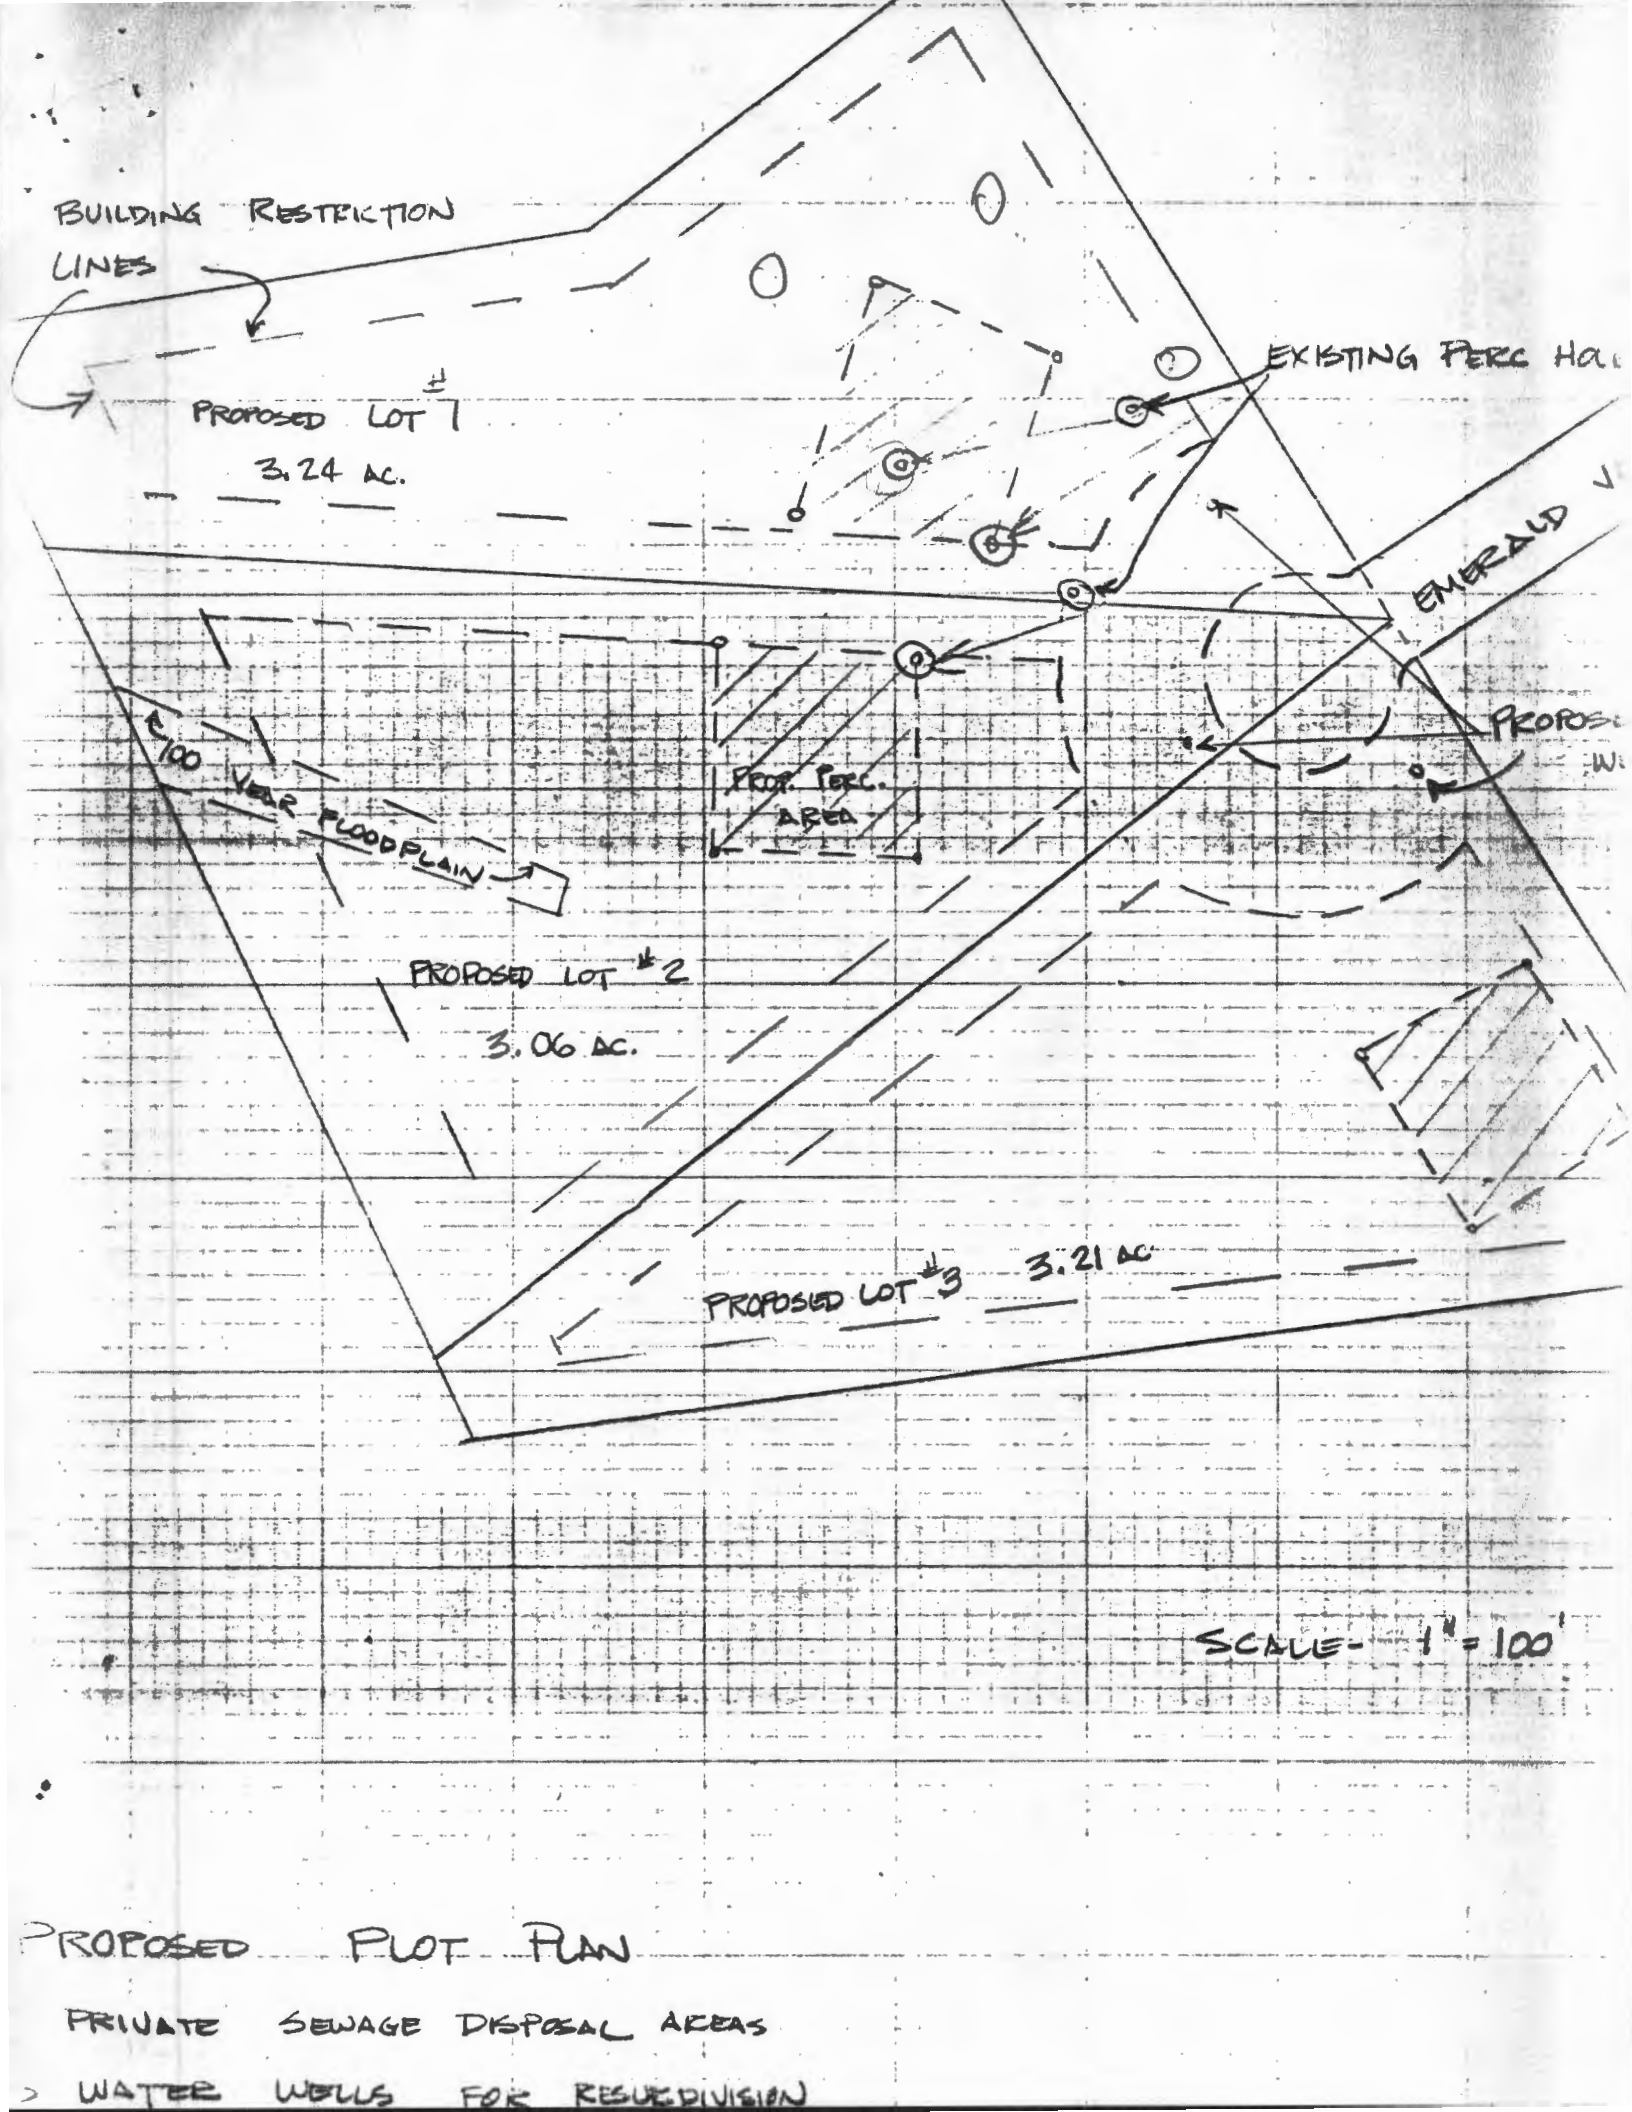 BUILDING RESTRICTION
LINES
EXISTING PERC
PROPOSED LOT #1
3.24 AC.
EMERALD
100 YEAR FLOODPLAIN
PROP. PERC.
AREA
PROPOSED LOT #2
3.06 AC.
PROPOSED LOT #3 3.21 AC
SCALE- 1" = 100'
PROPOSED PLOT PLAN
PRIVATE SEWAGE DISPOSAL AREAS
WATER WELLS FOR RESUBDIVISION